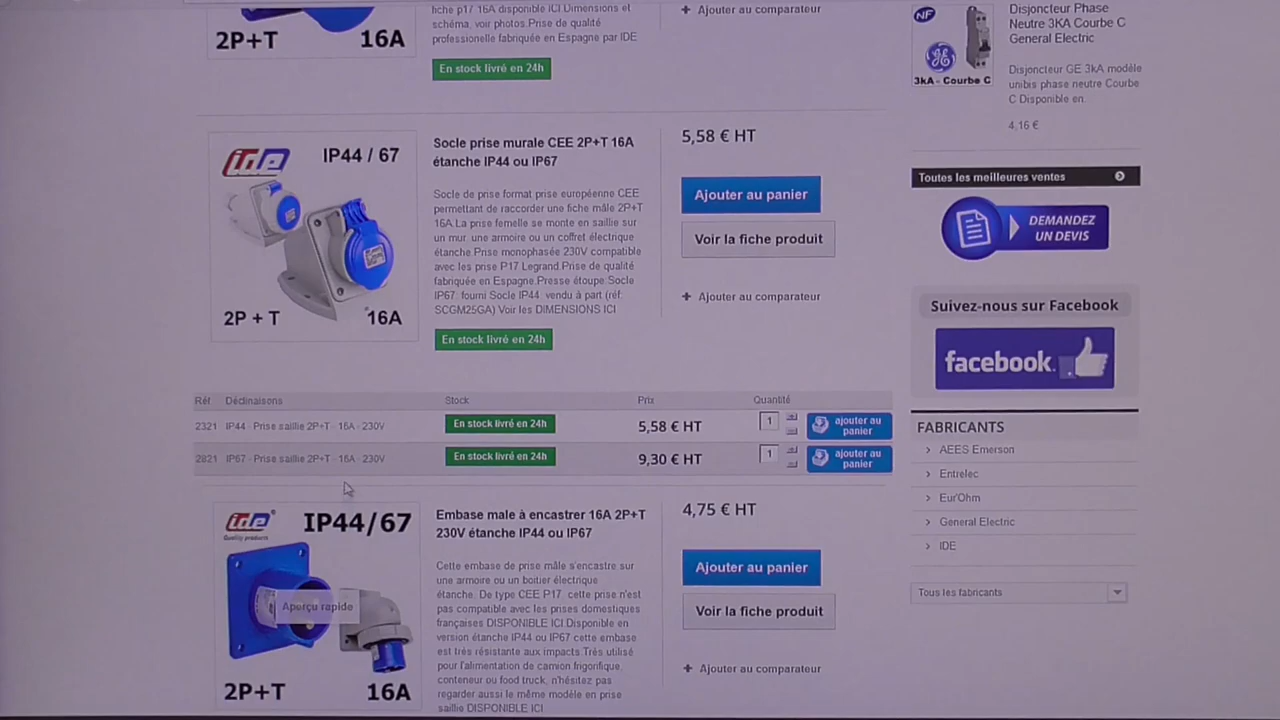 2P+T 16A
fiche p17 16A disponible ICI Dimensions et
schéma, voir photos.Prise de qualité
professionelle fabriquée en Espagne par IDE
En stock livré en 24h
+ Ajouter au comparateur
ide
IP44 / 67
2P + T 16A
Socle prise murale CEE 2P+T 16A
étanche IP44 ou IP67
Socle de prise format prise européenne CEE
permettant de raccorder une fiche mâle 2P+T
16A.La prise femelle se monte en saillie sur
un mur, une armoire ou un coffret électrique
étanche.Prise monophasée 230V compatible
avec les prise P17 Legrand.Prise de qualité
fabriquée en Espagne.Presse étoupe:Socle
IP67: fourni Socle IP44: vendu à part (réf:
SCGM25GA) Voir les DIMENSIONS ICI
En stock livré en 24h
5,58 € HT
Ajouter au panier
Voir la fiche produit
+ Ajouter au comparateur
Réf Déclinaisons Stock Prix Quantité
2321 IP44 - Prise saillie 2P+T - 16A - 230V En stock livré en 24h 5,58 € HT 1 ajouter au panier
2821 IP67 - Prise saillie 2P+T - 16A - 230V En stock livré en 24h 9,30 € HT 1 ajouter au panier
ide
Quality products
IP44/67
Aperçu rapide
2P+T 16A
Embase male à encastrer 16A 2P+T
230V étanche IP44 ou IP67
Cette embase de prise mâle s'encastre sur
une armoire ou un boitier électrique
étanche. De type CEE P17, cette prise n'est
pas compatible avec les prises domestiques
françaises DISPONIBLE ICI Disponible en
version étanche IP44 ou IP67 cette embase
est très résistante aux impacts.Très utilisé
pour l'alimentation de camion frigorifique,
conteneur ou food truck, n'hésitez pas
regarder aussi le même modèle en prise
saillie DISPONIBLE ICI
4,75 € HT
Ajouter au panier
Voir la fiche produit
+ Ajouter au comparateur
NF
3kA - Courbe C
Disjoncteur Phase
Neutre 3KA Courbe C
General Electric
Disjoncteur GE 3kA modèle
unibis phase neutre Courbe
C Disponible en
4,16 €
Toutes les meilleures ventes
DEMANDEZ
UN DEVIS
Suivez-nous sur Facebook
facebook
FABRICANTS
AEES Emerson
Entrelec
Eur'Ohm
General Electric
IDE
Tous les fabricants